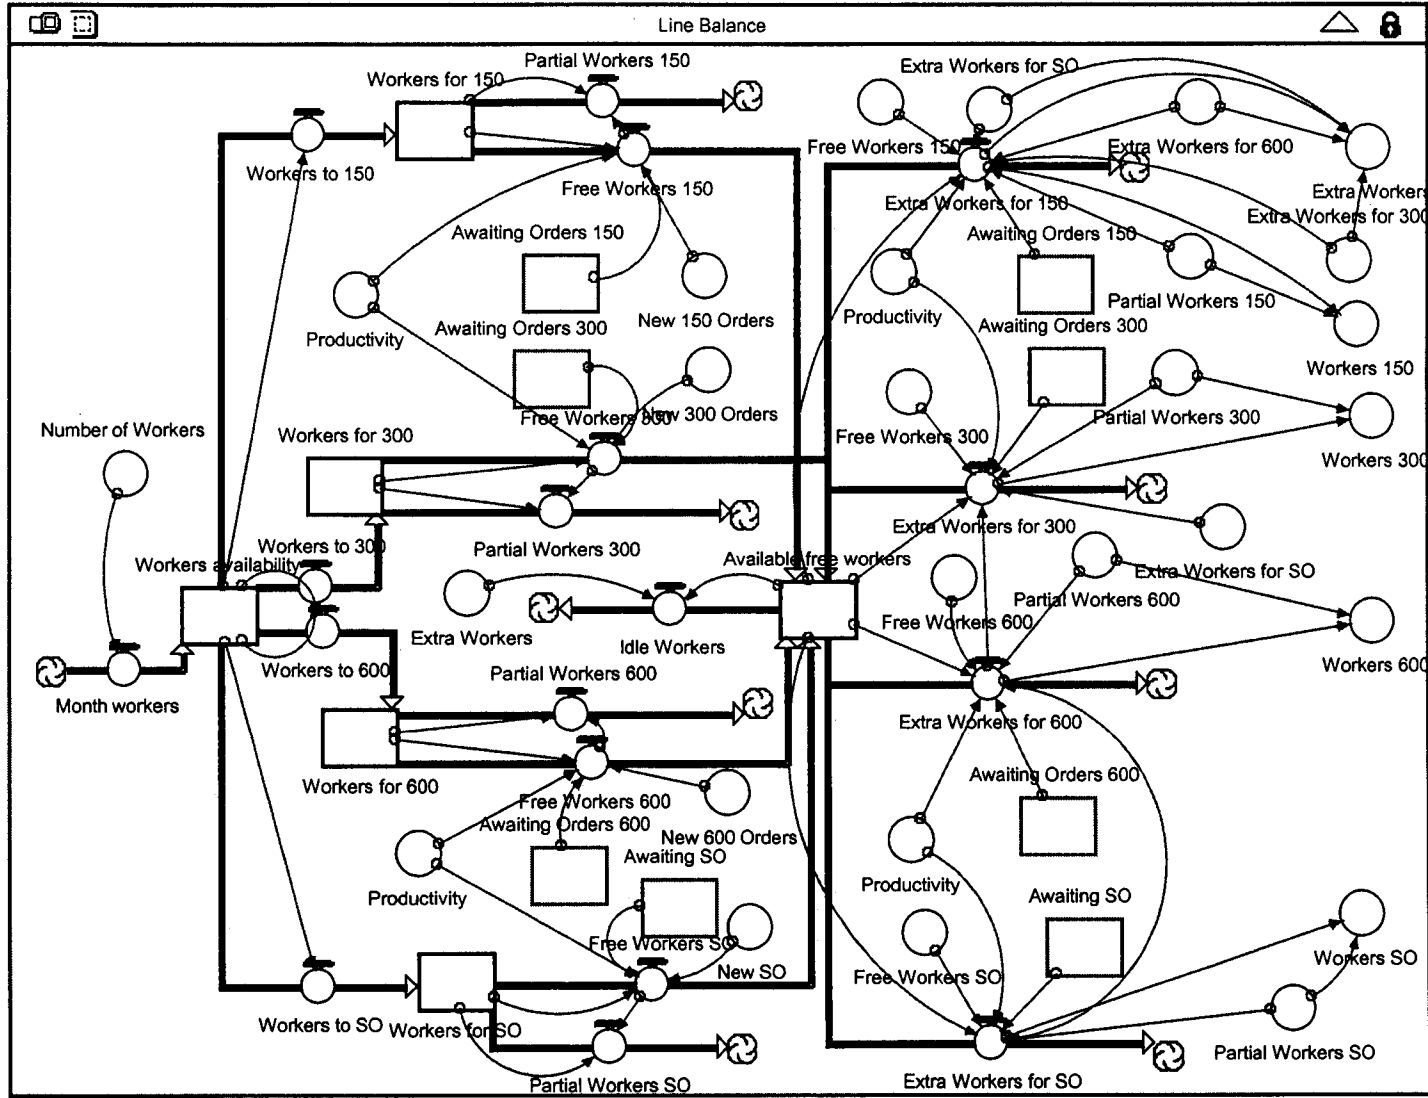 Line Balance
Partial Workers 150
Workers for 150
Workers to 150
Free Workers 150
Awaiting Orders 150
Productivity
New 150 Orders
Awaiting Orders 300
Free Workers 300
New 300 Orders
Number of Workers
Workers for 300
Workers to 300
Workers availability
Partial Workers 300
Available free workers
Extra Workers
Idle Workers
Workers to 600
Month workers
Partial Workers 600
Workers for 600
Free Workers 600
Awaiting Orders 600
New 600 Orders
Awaiting SO
Productivity
Free Workers SO
New SO
Workers to SO
Workers for SO
Partial Workers SO
Extra Workers for SO
Free Workers 150
Extra Workers for 600
Extra Workers
Extra Workers for 150
Extra Workers for 300
Awaiting Orders 150
Productivity
Partial Workers 150
Awaiting Orders 300
Workers 150
Free Workers 300
Partial Workers 300
Workers 300
Extra Workers for 300
Extra Workers for SO
Partial Workers 600
Free Workers 600
Workers 600
Extra Workers for 600
Awaiting Orders 600
Productivity
Awaiting SO
Free Workers SO
Workers SO
Partial Workers SO
Extra Workers for SO